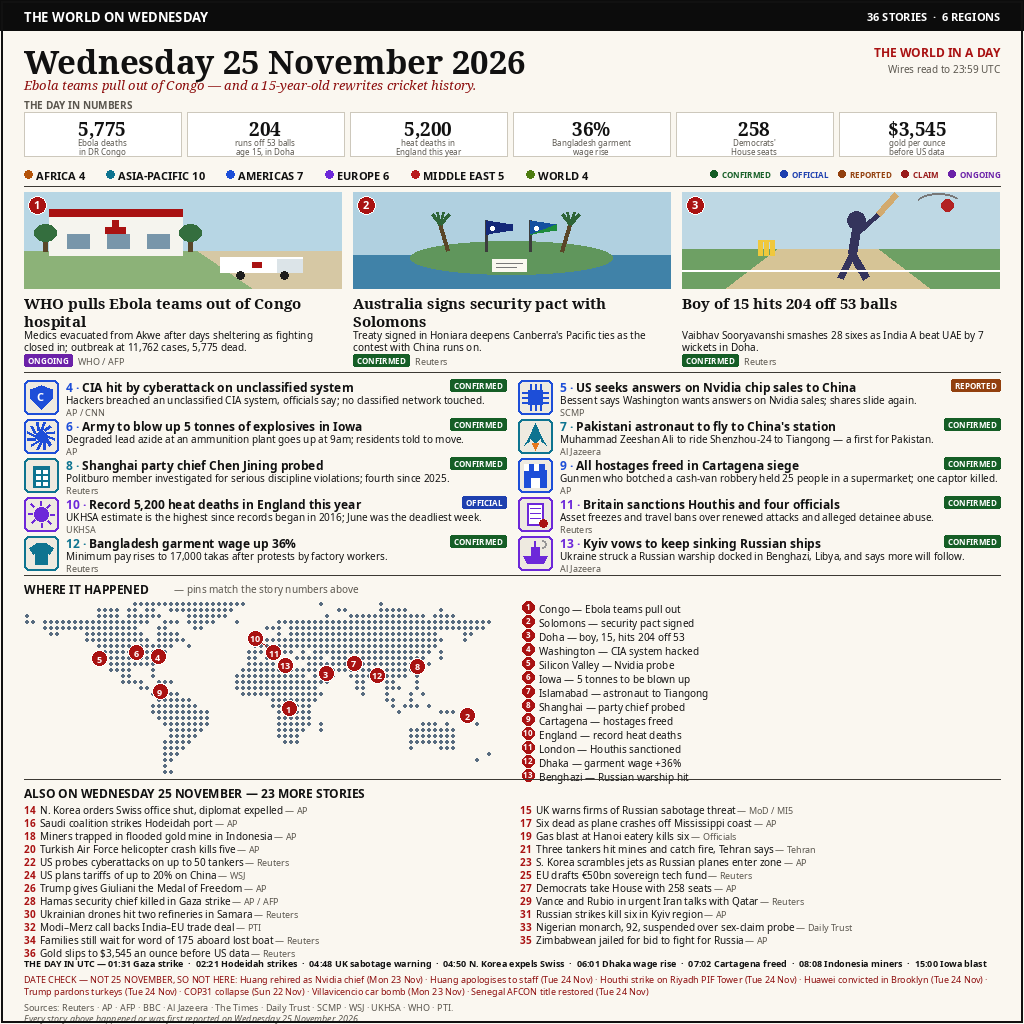 THE WORLD ON WEDNESDAY
36 STORIES · 6 REGIONS
Wednesday 25 November 2026
THE WORLD IN A DAY
Wires read to 23:59 UTC
Ebola teams pull out of Congo — and a 15-year-old rewrites cricket history.
THE DAY IN NUMBERS
5,775
Ebola deaths
in DR Congo
204
runs off 53 balls
age 15, in Doha
5,200
heat deaths in
England this year
36%
Bangladesh garment
wage rise
258
Democrats'
House seats
$3,545
gold per ounce
before US data
AFRICA 4
ASIA-PACIFIC 10
AMERICAS 7
EUROPE 6
MIDDLE EAST 5
WORLD 4
CONFIRMED
OFFICIAL
REPORTED
CLAIM
ONGOING
1
2
3
WHO pulls Ebola teams out of Congo
hospital
Medics evacuated from Akwe after days sheltering as fighting
closed in; outbreak at 11,762 cases, 5,775 dead.
ONGOING WHO / AFP
Australia signs security pact with
Solomons
Treaty signed in Honiara deepens Canberra's Pacific ties as the
contest with China runs on.
CONFIRMED Reuters
Boy of 15 hits 204 off 53 balls
Vaibhav Sooryavanshi smashes 28 sixes as India A beat UAE by 7
wickets in Doha.
CONFIRMED Reuters
C
4 · CIA hit by cyberattack on unclassified system
CONFIRMED
Hackers breached an unclassified CIA system, officials say; no classified network touched.
AP / CNN
5 · US seeks answers on Nvidia chip sales to China
REPORTED
Bessent says Washington wants answers on Nvidia sales; shares slide again.
SCMP
6 · Army to blow up 5 tonnes of explosives in Iowa
CONFIRMED
Degraded lead azide at an ammunition plant goes up at 9am; residents told to move.
AP
7 · Pakistani astronaut to fly to China's station
CONFIRMED
Muhammad Zeeshan Ali to ride Shenzhou-24 to Tiangong — a first for Pakistan.
Al Jazeera
8 · Shanghai party chief Chen Jining probed
CONFIRMED
Politburo member investigated for serious discipline violations; fourth since 2025.
Reuters
9 · All hostages freed in Cartagena siege
CONFIRMED
Gunmen who botched a cash-van robbery held 25 people in a supermarket; one captor killed.
AP
10 · Record 5,200 heat deaths in England this year
OFFICIAL
UKHSA estimate is the highest since records began in 2016; June was the deadliest week.
UKHSA
11 · Britain sanctions Houthis and four officials
CONFIRMED
Asset freezes and travel bans over renewed attacks and alleged detainee abuse.
Reuters
12 · Bangladesh garment wage up 36%
CONFIRMED
Minimum pay rises to 17,000 takas after protests by factory workers.
Reuters
13 · Kyiv vows to keep sinking Russian ships
CONFIRMED
Ukraine struck a Russian warship docked in Benghazi, Libya, and says more will follow.
Al Jazeera
WHERE IT HAPPENED — pins match the story numbers above
10
11
13
5
6
4
3
7
12
8
9
1
2
1 Congo — Ebola teams pull out
2 Solomons — security pact signed
3 Doha — boy, 15, hits 204 off 53
4 Washington — CIA system hacked
5 Silicon Valley — Nvidia probe
6 Iowa — 5 tonnes to be blown up
7 Islamabad — astronaut to Tiangong
8 Shanghai — party chief probed
9 Cartagena — hostages freed
10 England — record heat deaths
11 London — Houthis sanctioned
12 Dhaka — garment wage +36%
13 Benghazi — Russian warship hit
ALSO ON WEDNESDAY 25 NOVEMBER — 23 MORE STORIES
14 N. Korea orders Swiss office shut, diplomat expelled — AP
15 UK warns firms of Russian sabotage threat — MoD / MI5
16 Saudi coalition strikes Hodeidah port — AP
17 Six dead as plane crashes off Mississippi coast — AP
18 Miners trapped in flooded gold mine in Indonesia — AP
19 Gas blast at Hanoi eatery kills six — Officials
20 Turkish Air Force helicopter crash kills five — AP
21 Three tankers hit mines and catch fire, Tehran says — Tehran
22 US probes cyberattacks on up to 50 tankers — Reuters
23 S. Korea scrambles jets as Russian planes enter zone — AP
24 US plans tariffs of up to 20% on China — WSJ
25 EU drafts €50bn sovereign tech fund — Reuters
26 Trump gives Giuliani the Medal of Freedom — AP
27 Democrats take House with 258 seats — AP
28 Hamas security chief killed in Gaza strike — AP / AFP
29 Vance and Rubio in urgent Iran talks with Qatar — Reuters
30 Ukrainian drones hit two refineries in Samara — Reuters
31 Russian strikes kill six in Kyiv region — AP
32 Modi–Merz call backs India–EU trade deal — PTI
33 Nigerian monarch, 92, suspended over sex-claim probe — Daily Trust
34 Families still wait for word of 175 aboard lost boat — Reuters
35 Zimbabwean jailed for bid to fight for Russia — AP
36 Gold slips to $3,545 an ounce before US data — Reuters
THE DAY IN UTC — 01:31 Gaza strike · 02:21 Hodeidah strikes · 04:48 UK sabotage warning · 04:50 N. Korea expels Swiss · 06:01 Dhaka wage rise · 07:02 Cartagena freed · 08:08 Indonesia miners · 15:00 Iowa blast
DATE CHECK — NOT 25 NOVEMBER, SO NOT HERE: Huang rehired as Nvidia chief (Mon 23 Nov) · Huang apologises to staff (Tue 24 Nov) · Houthi strike on Riyadh PIF Tower (Tue 24 Nov) · Huawei convicted in Brooklyn (Tue 24 Nov) ·
Trump pardons turkeys (Tue 24 Nov) · COP31 collapse (Sun 22 Nov) · Villavicencio car bomb (Mon 23 Nov) · Senegal AFCON title restored (Tue 24 Nov)
Sources: Reuters · AP · AFP · BBC · Al Jazeera · The Times · Daily Trust · SCMP · WSJ · UKHSA · WHO · PTI.
Every story above happened or was first reported on Wednesday 25 November 2026.